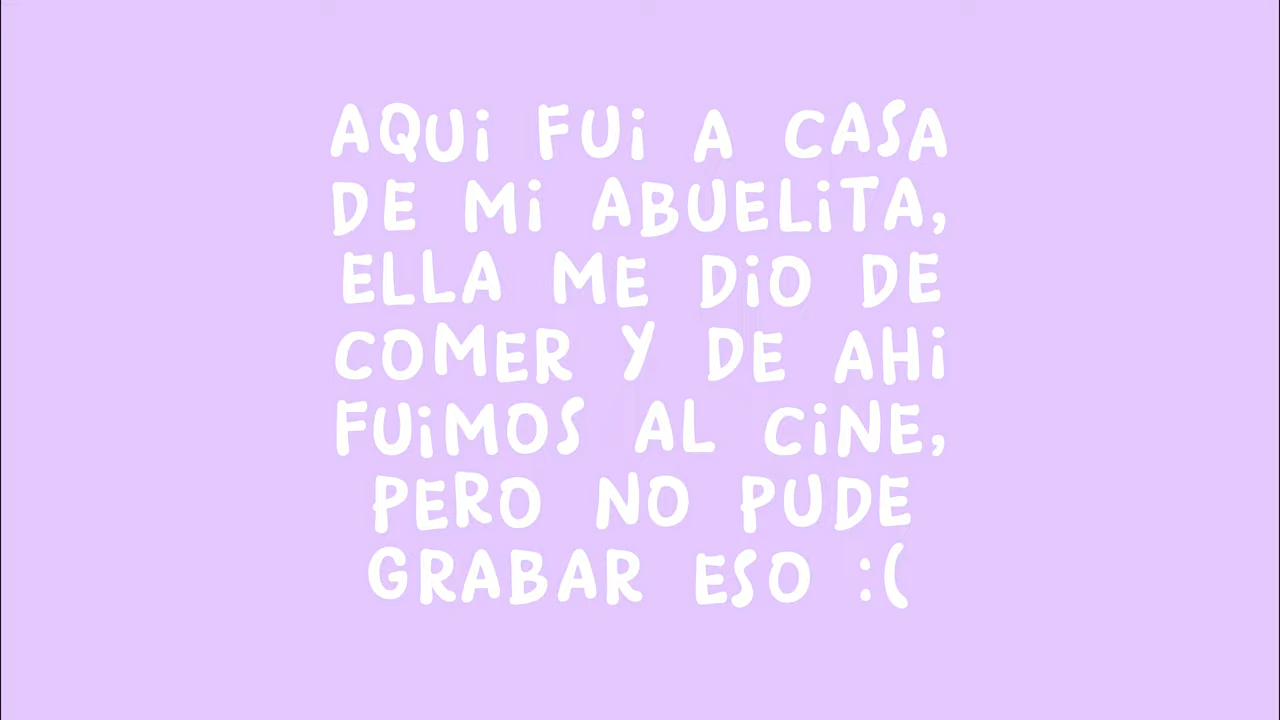 AQUi FUi A CASA
DE Mi ABUELiTA,
ELLA ME DiO DE
COMER Y DE AHi
FUiMOS AL CiNE,
PERO NO PUDE
GRABAR ESO :(